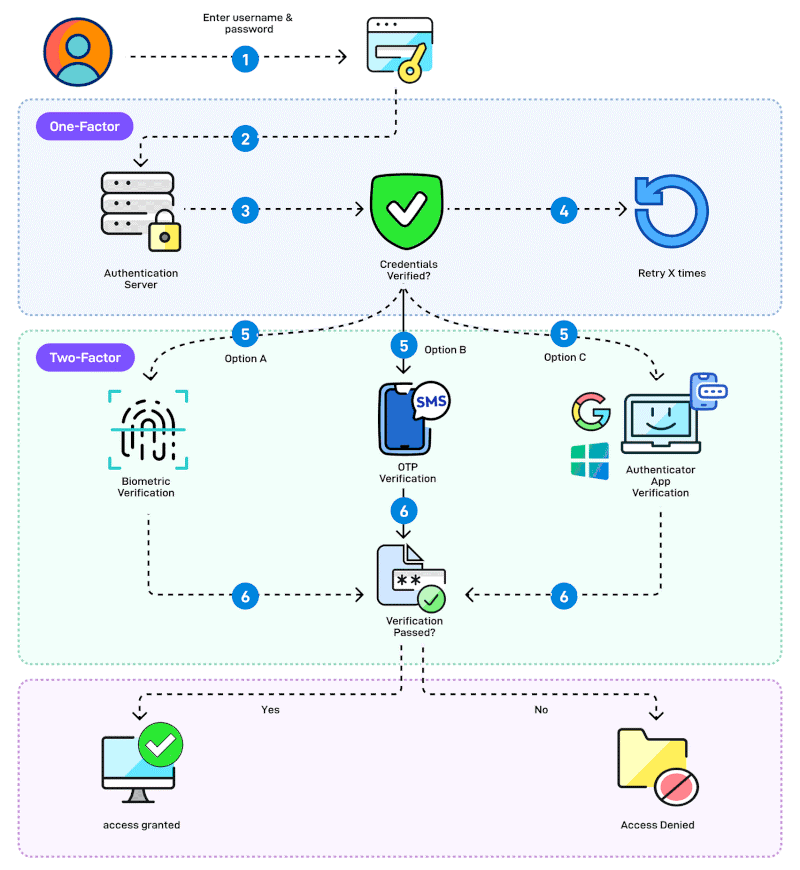 Enter username &
password
1
One-Factor
2
3
4
Authentication
Server
Credentials
Verified?
Retry X times
Two-Factor
5
Option A
5
Option B
5
Option C
SMS
Biometric
Verification
OTP
Verification
Authenticator
App
Verification
6
**
6
6
Verification
Passed?
Yes
No
access granted
Access Denied